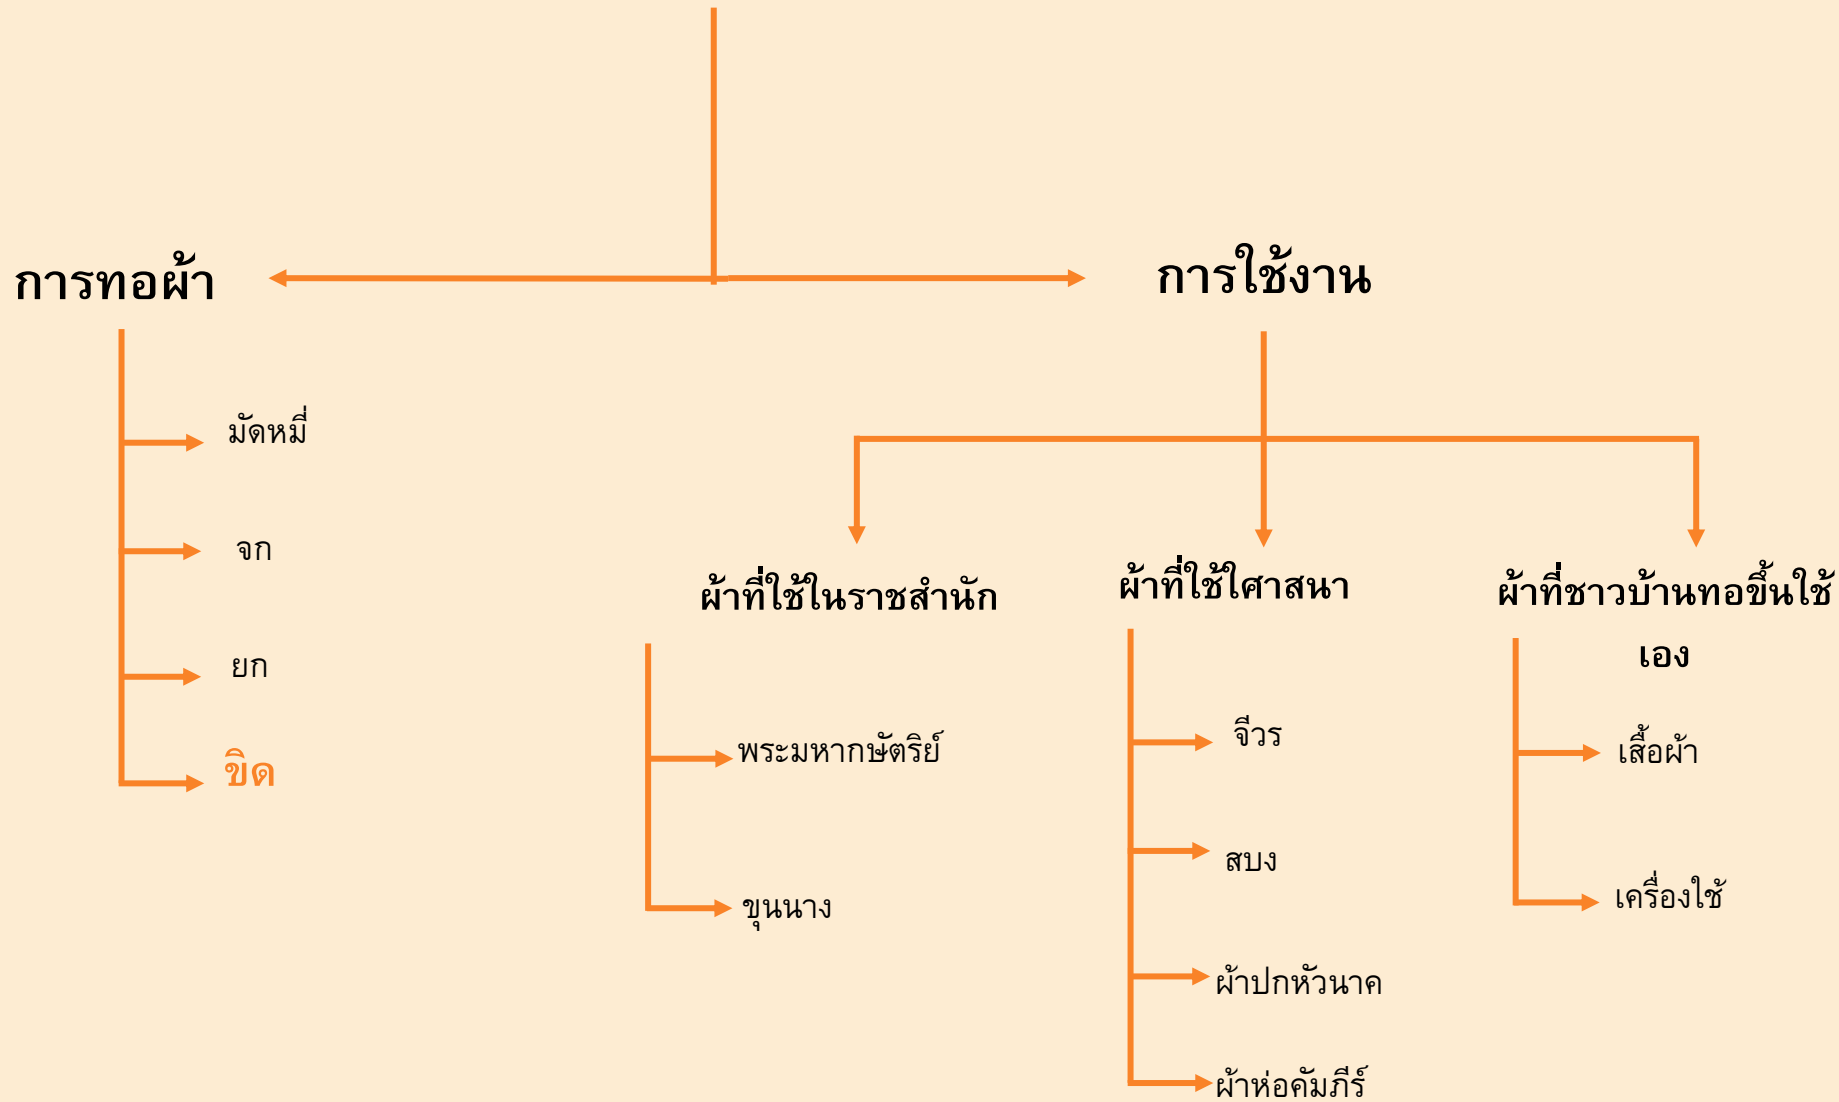 การทอผ้า
มัดหมี่
จก
ยก
ขิด
การใช้งาน
ผ้าที่ใช้ในราชสำนัก
พระมหากษัตริย์
ขุนนาง
ผ้าที่ใช้ใศาสนา
จีวร
สบง
ผ้าปกหัวนาค
ผ้าห่อคัมภีร์
ผ้าที่ชาวบ้านทอขึ้นใช้
เอง
เสื้อผ้า
เครื่องใช้